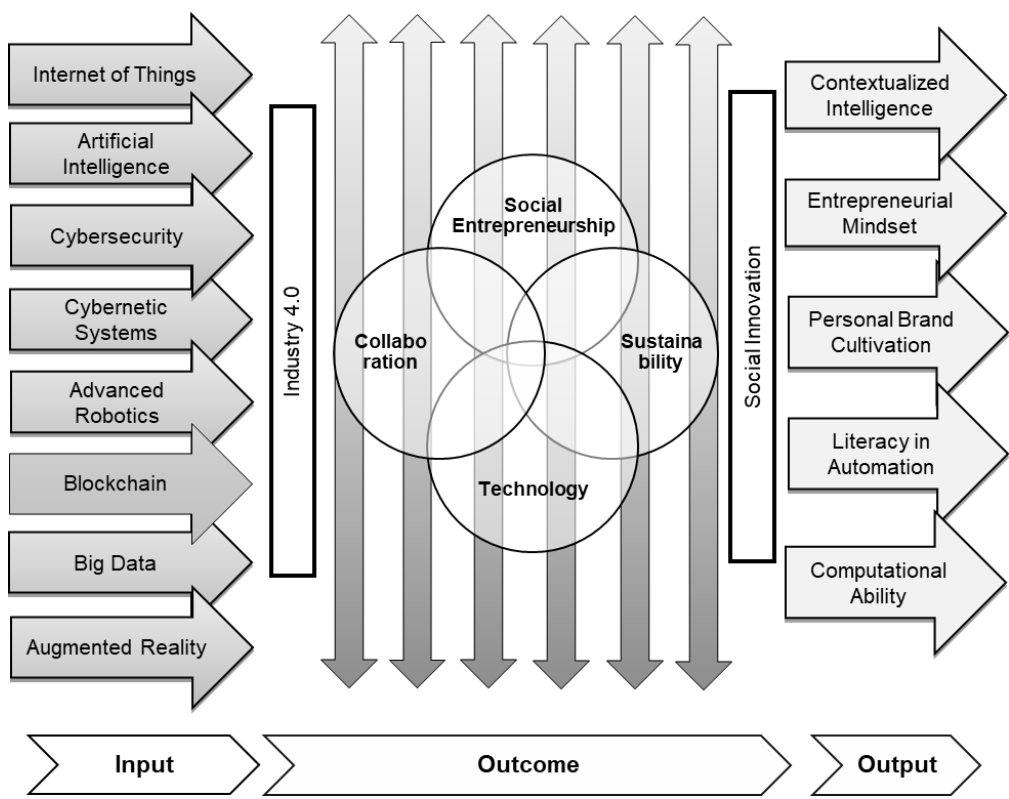 Internet of Things
Artificial
Intelligence
Cybersecurity
Cybernetic
Systems
Advanced
Robotics
Blockchain
Big Data
Augmented Reality
Industry 4.0
Social
Entrepreneurship
Collabo
ration
Sustaina
bility
Technology
Social Innovation
Contextualized
Intelligence
Entrepreneurial
Mindset
Personal Brand
Cultivation
Literacy in
Automation
Computational
Ability
Input
Outcome
Output